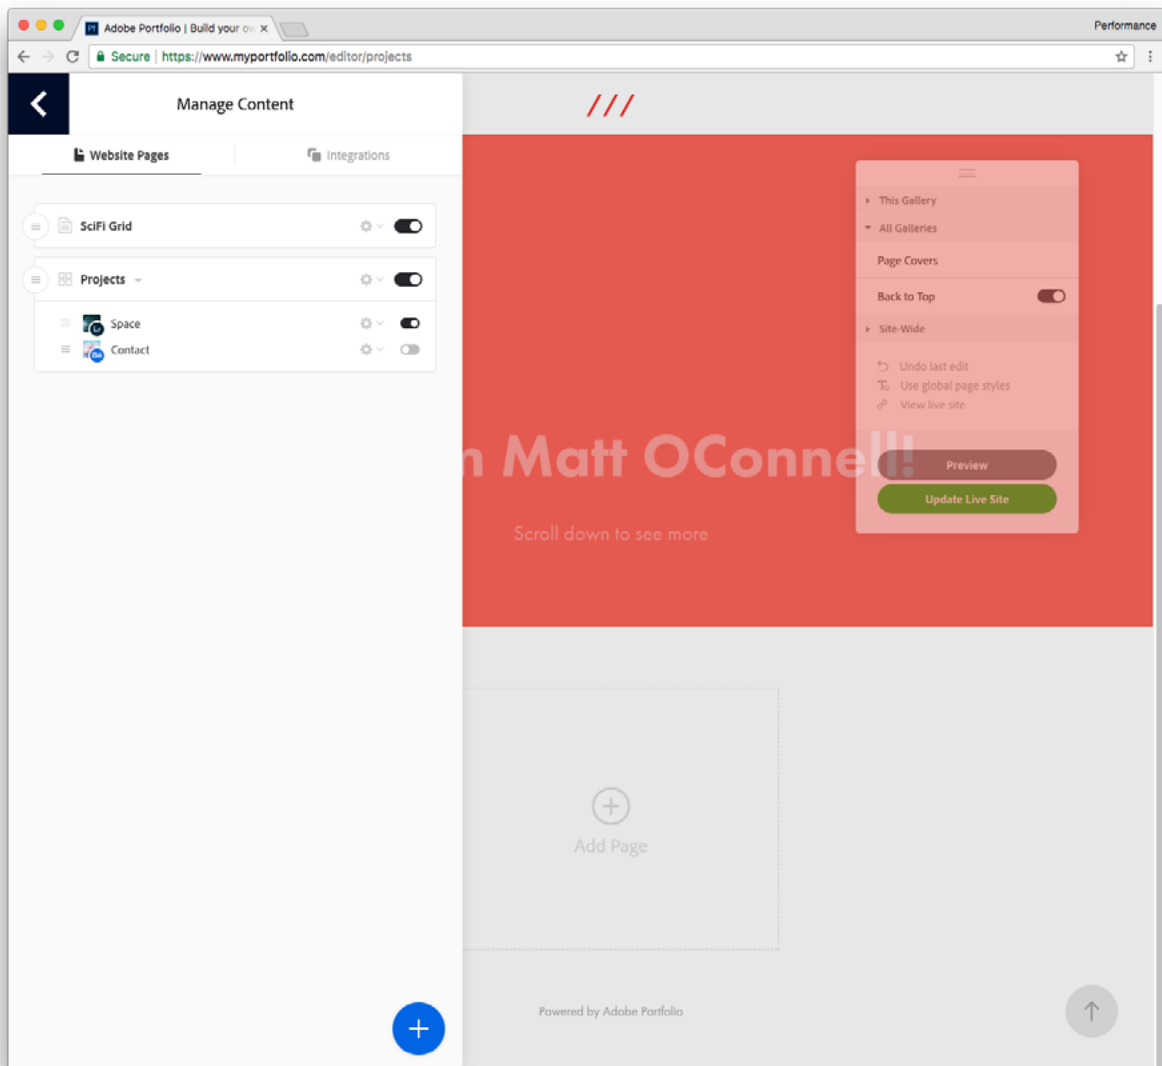 Adobe Portfolio | Build your ow
Performance
Secure | https://www.myportfolio.com/editor/projects
Manage Content
Website Pages
Integrations
SciFi Grid
Projects
Space
Contact
///
This Gallery
All Galleries
Page Covers
Back to Top
Site-Wide
Undo last edit
Use global page styles
View live site
Preview
Update Live Site
n Matt OConnell!
Scroll down to see more
Add Page
Powered by Adobe Portfolio